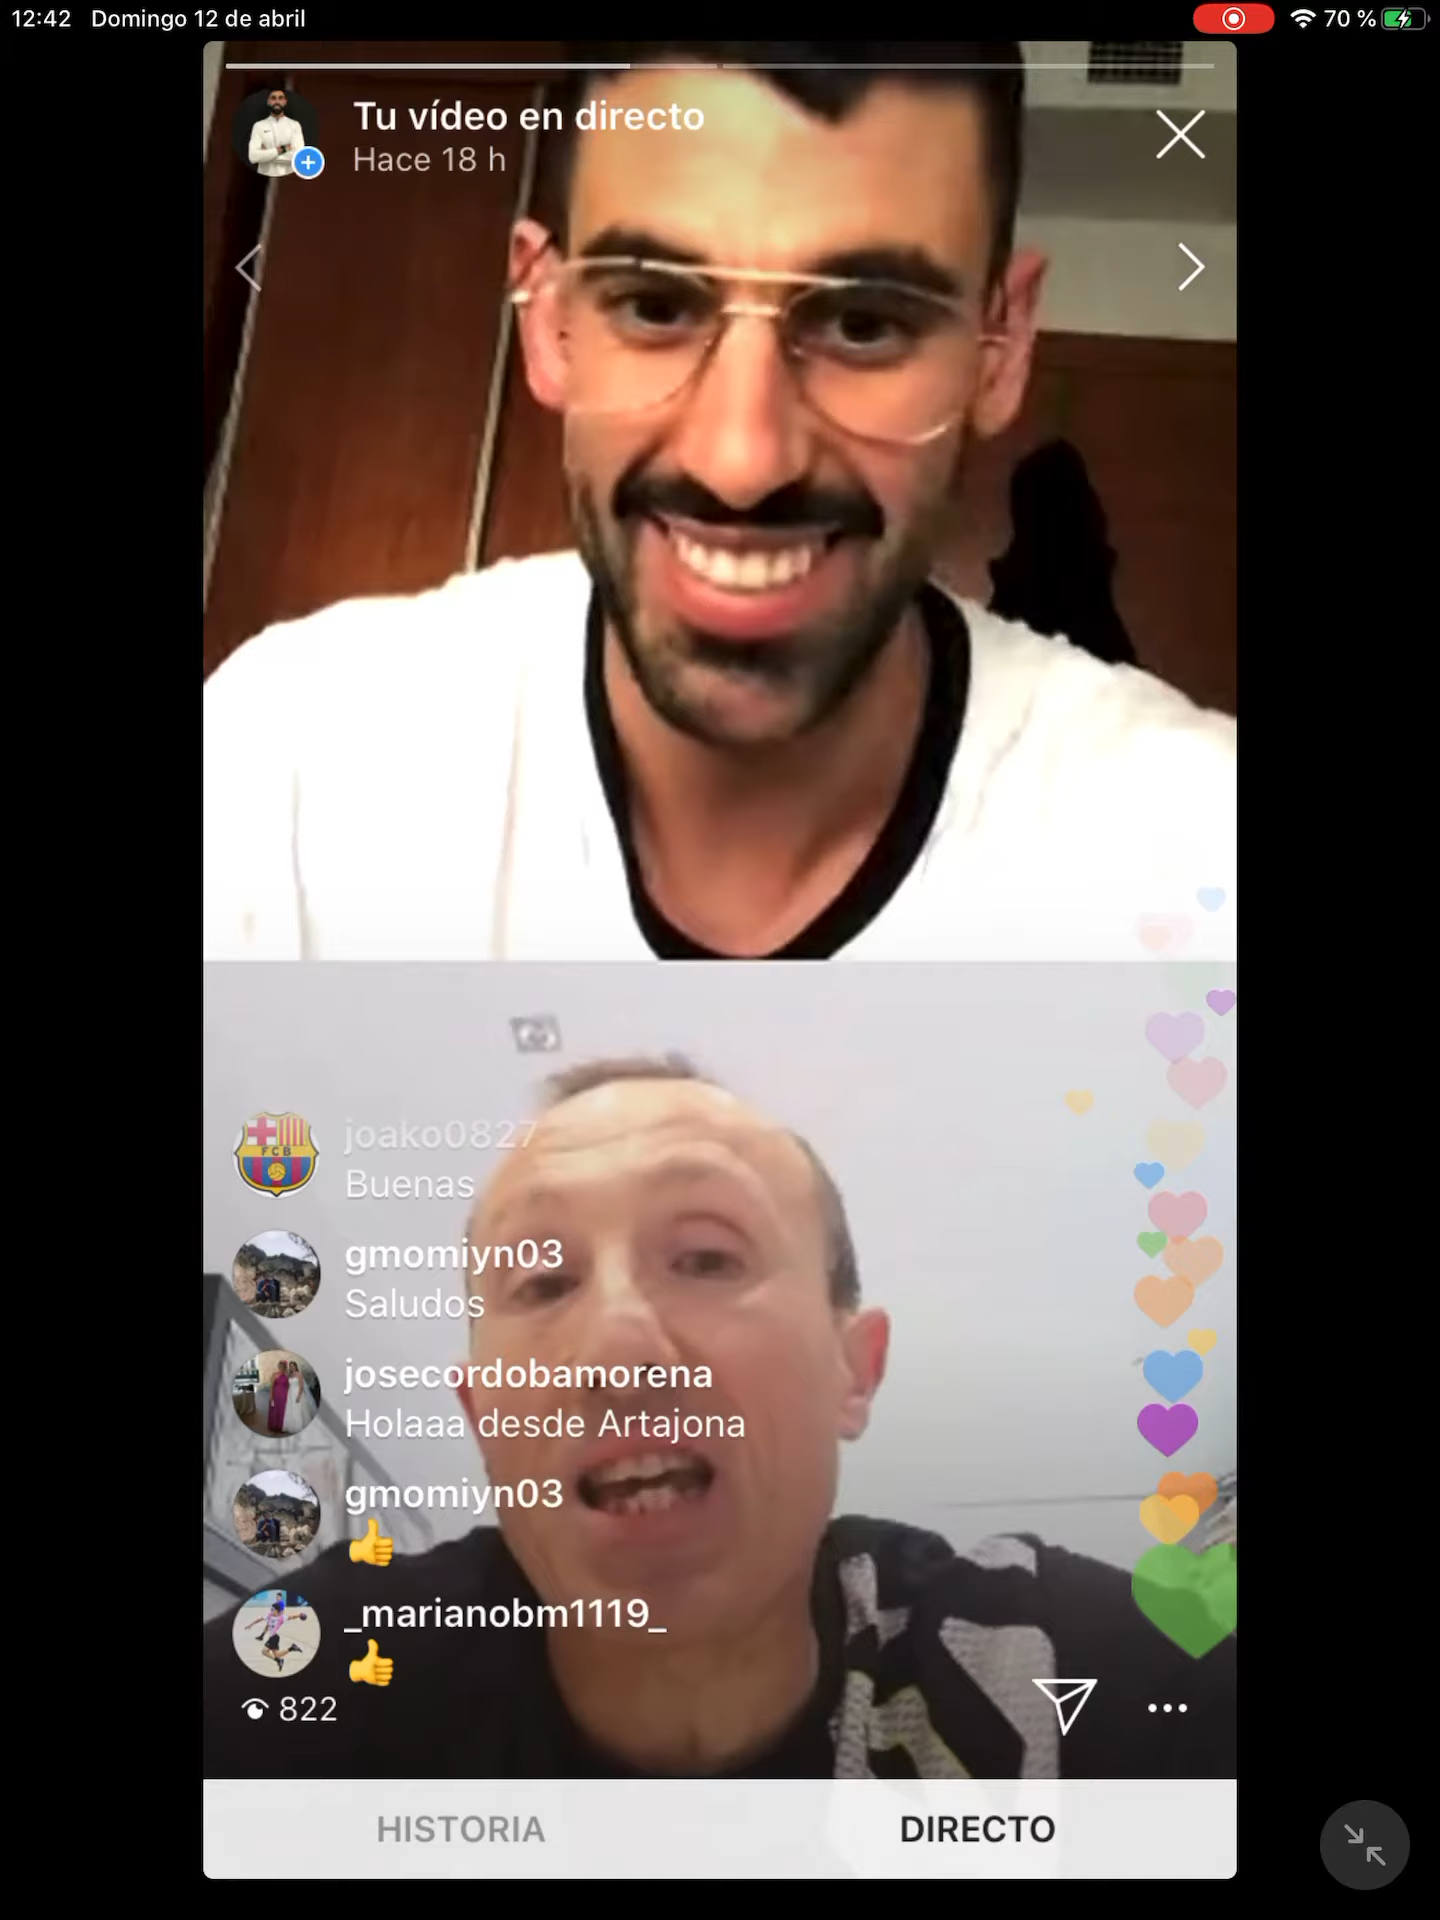 12:42 Domingo 12 de abril
70 %
Tu vídeo en directo
Hace 18 h
FCB
joako0827
Buenas
gmomiyn03
Saludos
josecordobamorena
Holaaa desde Artajona
gmomiyn03
👍
_marianobm1119_
👍
822
HISTORIA
DIRECTO